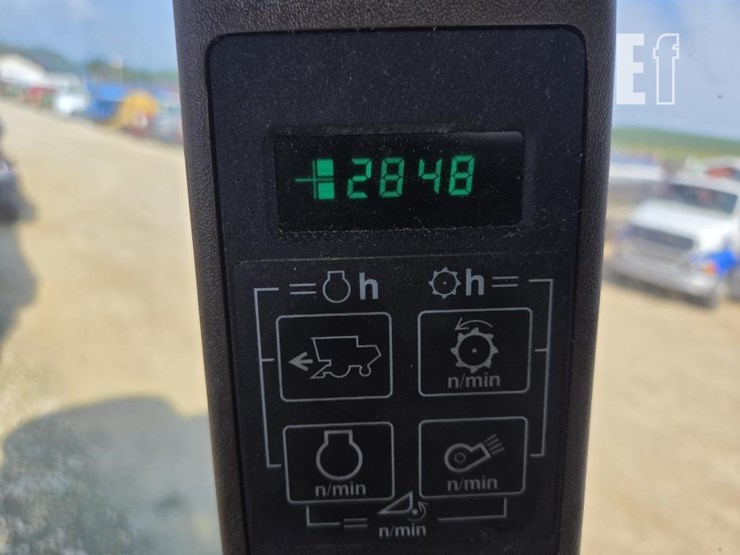 Ef
2848
=h h=
n/min
n/min n/min
= n/min